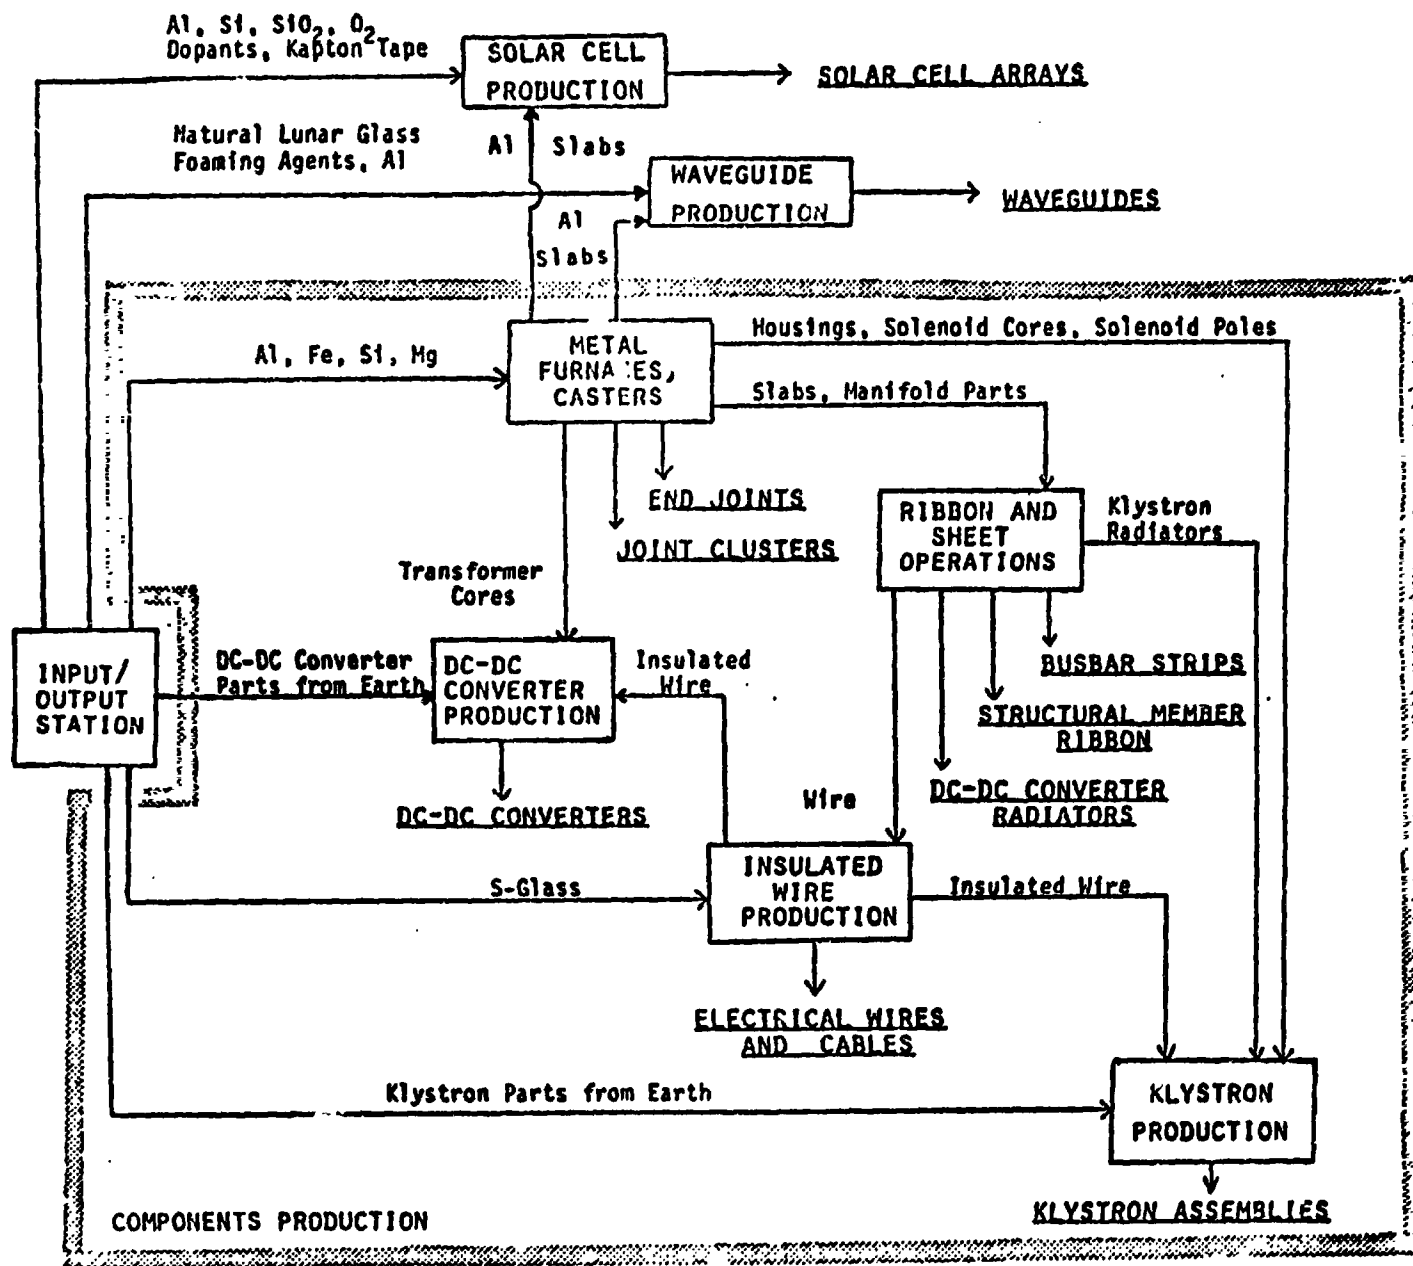 Al, Si, SiO2, O2
Dopants, Kapton Tape
SOLAR CELL
PRODUCTION
SOLAR CELL ARRAYS
Natural Lunar Glass
Foaming Agents, Al
Al Slabs
WAVEGUIDE
PRODUCTION
WAVEGUIDES
Al
Slabs
Housings, Solenoid Cores, Solenoid Poles
Al, Fe, Si, Mg
METAL
FURNACES,
CASTERS
Slabs, Manifold Parts
END JOINTS
JOINT CLUSTERS
RIBBON AND
SHEET
OPERATIONS
Klystron
Radiators
Transformer
Cores
INPUT/
OUTPUT
STATION
DC-DC Converter
Parts from Earth
DC-DC
CONVERTER
PRODUCTION
Insulated
Wire
BUSBAR STRIPS
STRUCTURAL MEMBER
RIBBON
DC-DC CONVERTER
RADIATORS
DC-DC CONVERTERS
Wire
S-Glass
INSULATED
WIRE
PRODUCTION
Insulated Wire
ELECTRICAL WIRES
AND CABLES
Klystron Parts from Earth
KLYSTRON
PRODUCTION
KLYSTRON ASSEMBLIES
COMPONENTS PRODUCTION